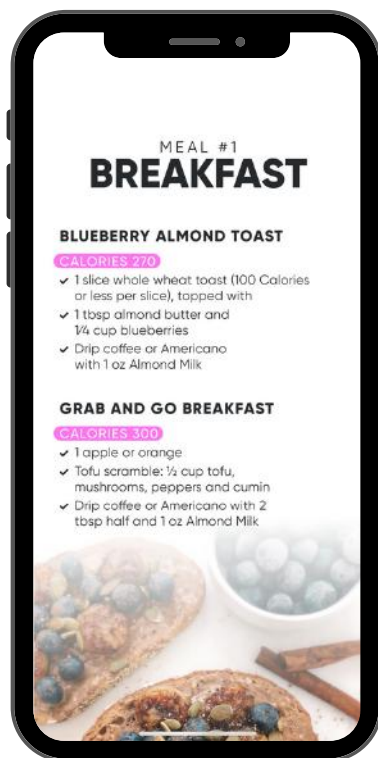 MEAL #1
BREAKFAST
BLUEBERRY ALMOND TOAST
CALORIES 270
✓ 1 slice whole wheat toast (100 Calories
or less per slice), topped with
✓ 1 tbsp almond butter and
1/4 cup blueberries
✓ Drip coffee or Americano
with 1 oz Almond Milk
GRAB AND GO BREAKFAST
CALORIES 300
✓ 1 apple or orange
✓ Tofu scramble: ½ cup tofu,
mushrooms, peppers and cumin
✓ Drip coffee or Americano with 2
tbsp half and 1 oz Almond Milk